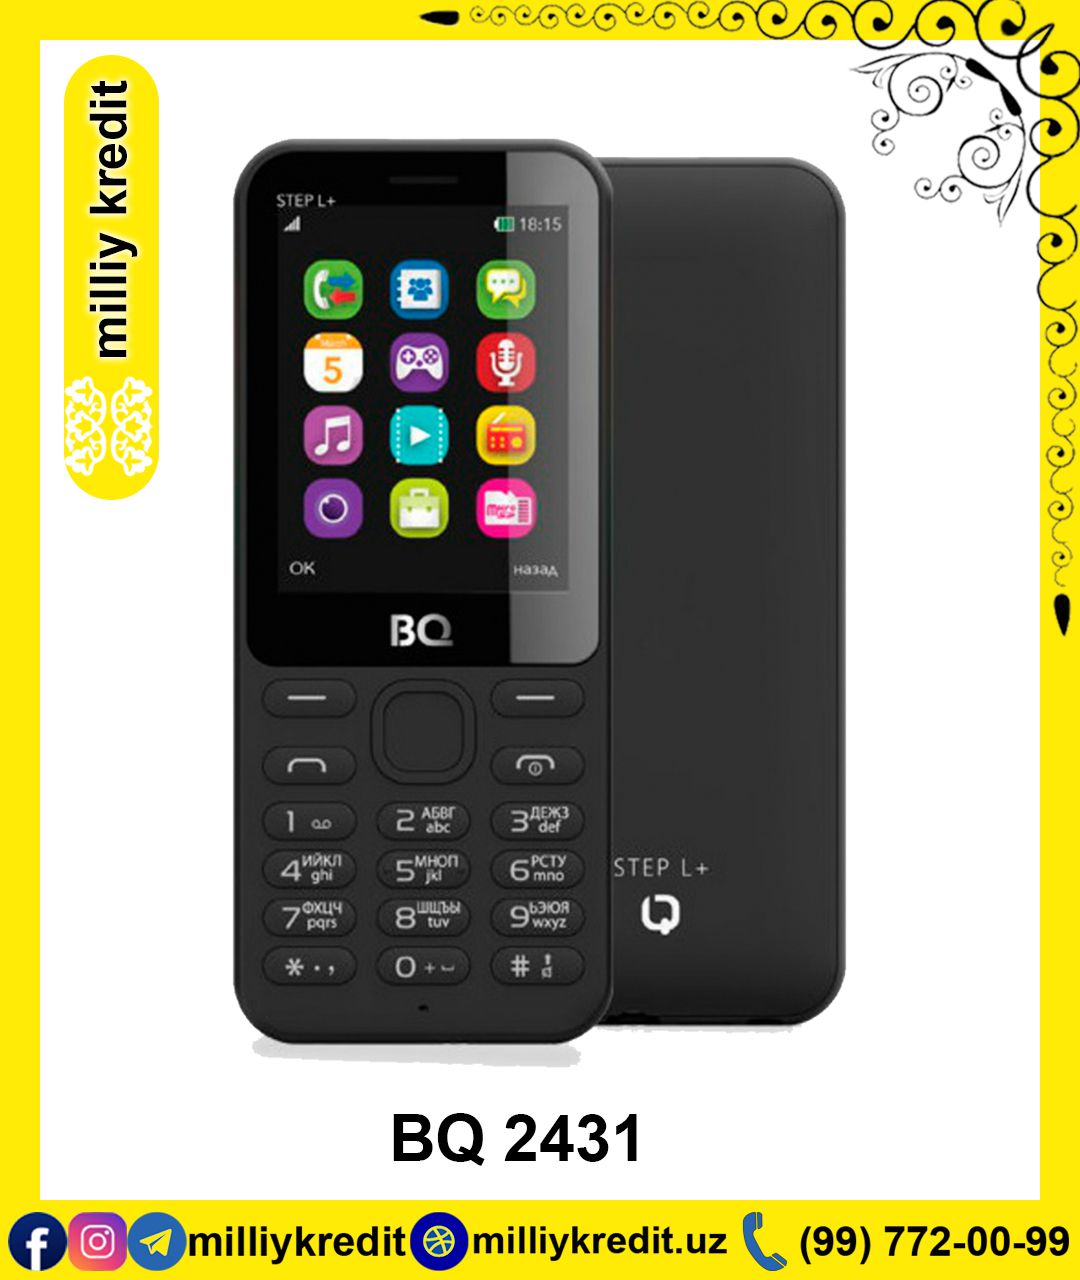 milliy kredit
STEP L+
18:15
March
5
Micro
OK
назад
BQ
1
2 АБВГ abc
3 ДЕЖЗ def
4 ИЙКЛ ghi
5 МНОП jkl
6 РСТУ mno
7 ФХЦЧ pqrs
8 ШЩЪЫ tuv
9 ЬЭЮЯ wxyz
* . ,
0 +
#
STEP L+
BQ 2431
milliykredit
milliykredit.uz
(99) 772-00-99